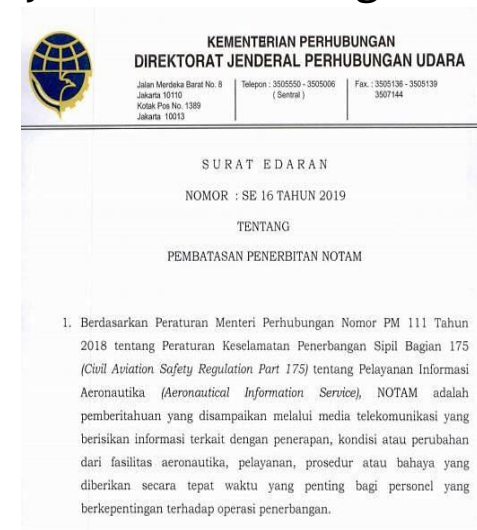 KEMENTERIAN PERHUBUNGAN
DIREKTORAT JENDERAL PERHUBUNGAN UDARA
Jalan Merdeka Barat No. 8
Jakarta 10110
Kotak Pos No. 1389
Jakarta 10013
Telepon : 3505550 - 3505006
( Sentral )
Fax. : 3505136 - 3505139
3507144
SURAT EDARAN
NOMOR : SE 16 TAHUN 2019
TENTANG
PEMBATASAN PENERBITAN NOTAM
1. Berdasarkan Peraturan Menteri Perhubungan Nomor PM 111 Tahun
2018 tentang Peraturan Keselamatan Penerbangan Sipil Bagian 175
(Civil Aviation Safety Regulation Part 175) tentang Pelayanan Informasi
Aeronautika (Aeronautical Information Service), NOTAM adalah
pemberitahuan yang disampaikan melalui media telekomunikasi yang
berisikan informasi terkait dengan penerapan, kondisi atau perubahan
dari fasilitas aeronautika, pelayanan, prosedur atau bahaya yang
diberikan secara tepat waktu yang penting bagi personel yang
berkepentingan terhadap operasi penerbangan.